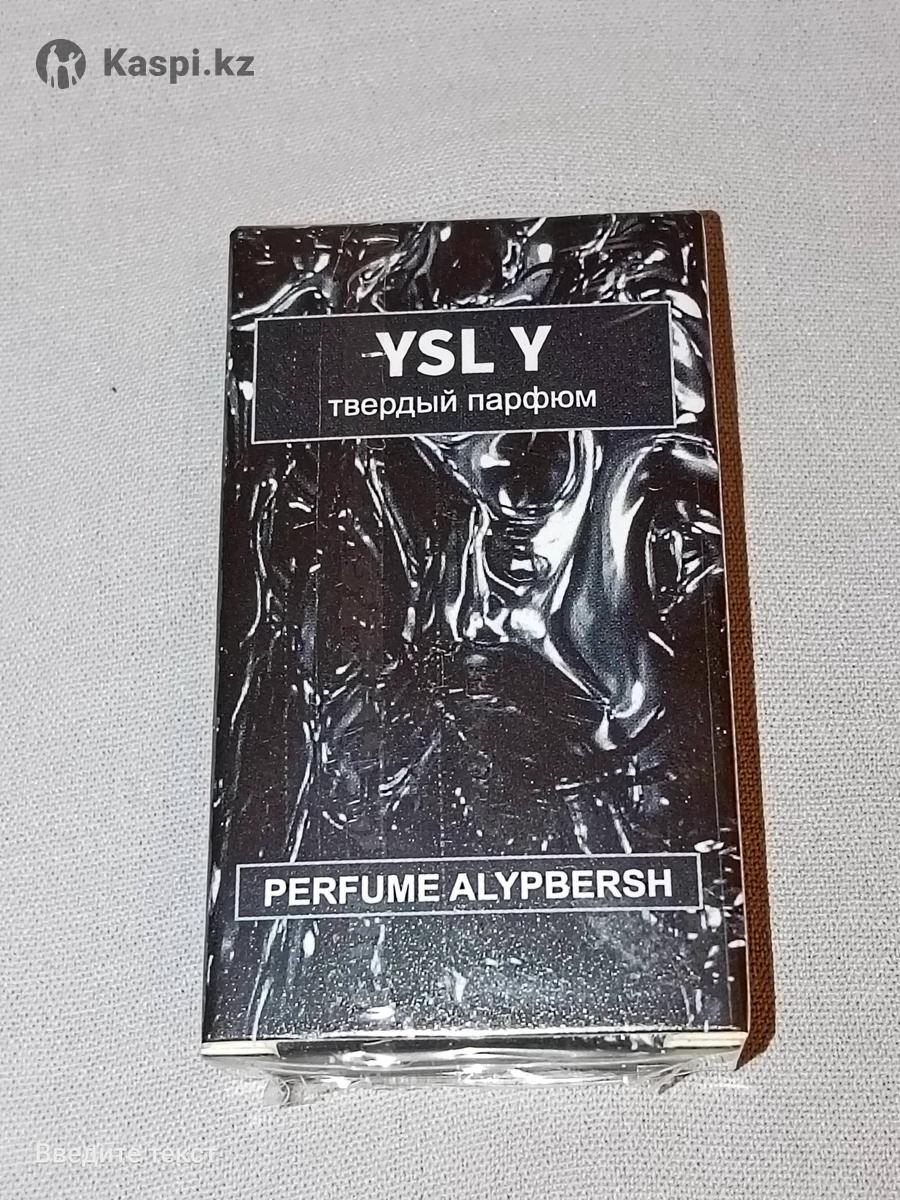 Kaspi.kz
YSL Y
твердый парфюм
PERFUME ALYPBERSH
Введите текст